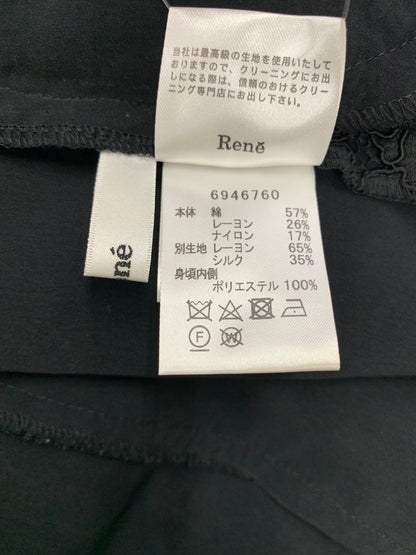 当社は最高級の生地を使用いたして
おりますので、クリーニングにお出
しになる際は、信頼のおけるクリー
ニング専門店にお出し下さい。
René
6946760
本体 綿 57%
レーヨン 26%
ナイロン 17%
別生地 レーヨン 65%
シルク 35%
身頃内側
ポリエステル 100%
F W
né